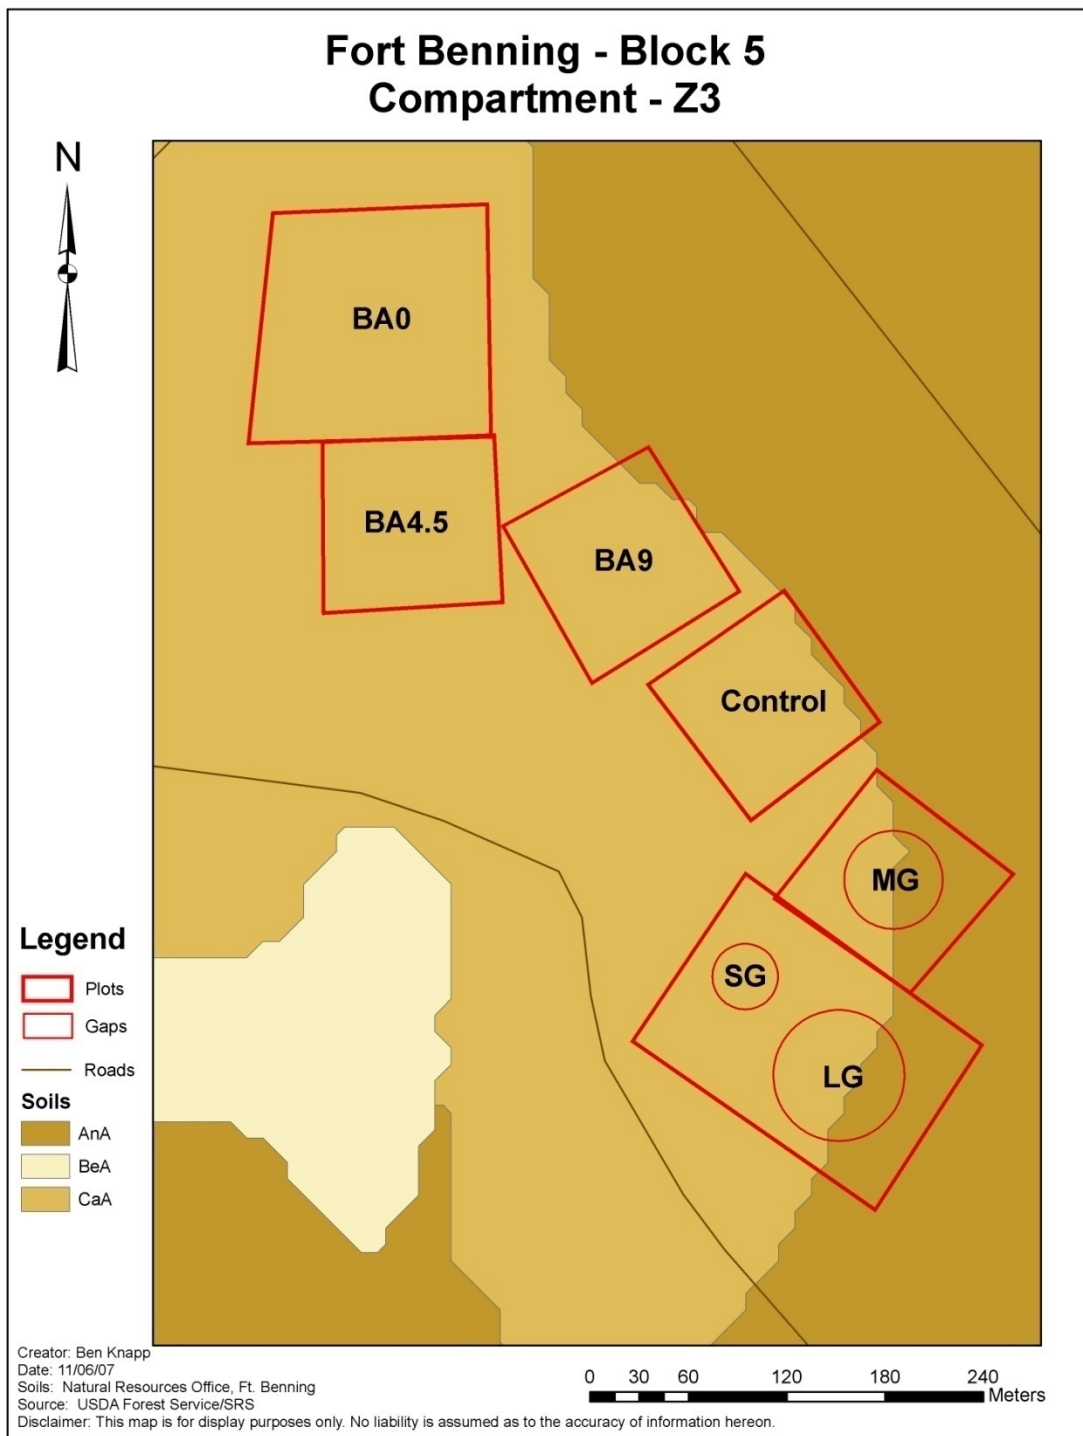 Fort Benning - Block 5
Compartment - Z3
N
BA0
BA4.5
BA9
Control
MG
SG
LG
Legend
Plots
Gaps
Roads
Soils
AnA
BeA
CaA
Creator: Ben Knapp
Date: 11/06/07
Soils: Natural Resources Office, Ft. Benning
Source: USDA Forest Service/SRS
Disclaimer: This map is for display purposes only. No liability is assumed as to the accuracy of information hereon.
0 30 60 120 180 240
Meters